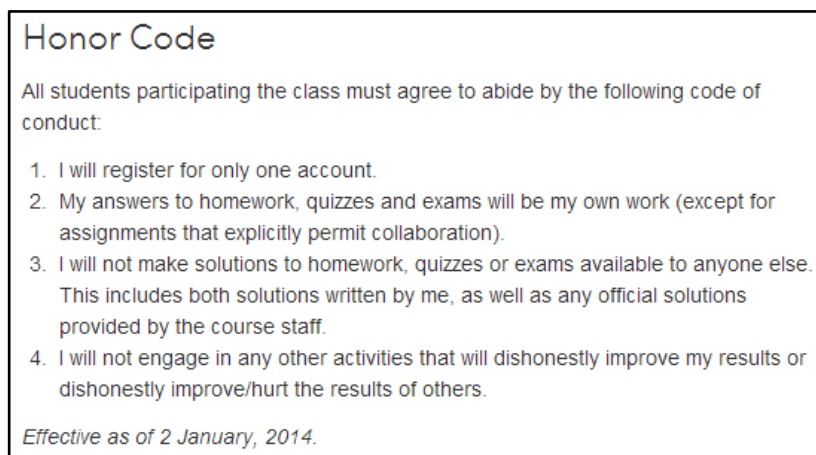 Honor Code
All students participating the class must agree to abide by the following code of
conduct:
1. I will register for only one account.
2. My answers to homework, quizzes and exams will be my own work (except for
assignments that explicitly permit collaboration).
3. I will not make solutions to homework, quizzes or exams available to anyone else.
This includes both solutions written by me, as well as any official solutions
provided by the course staff.
4. I will not engage in any other activities that will dishonestly improve my results or
dishonestly improve/hurt the results of others.
Effective as of 2 January, 2014.